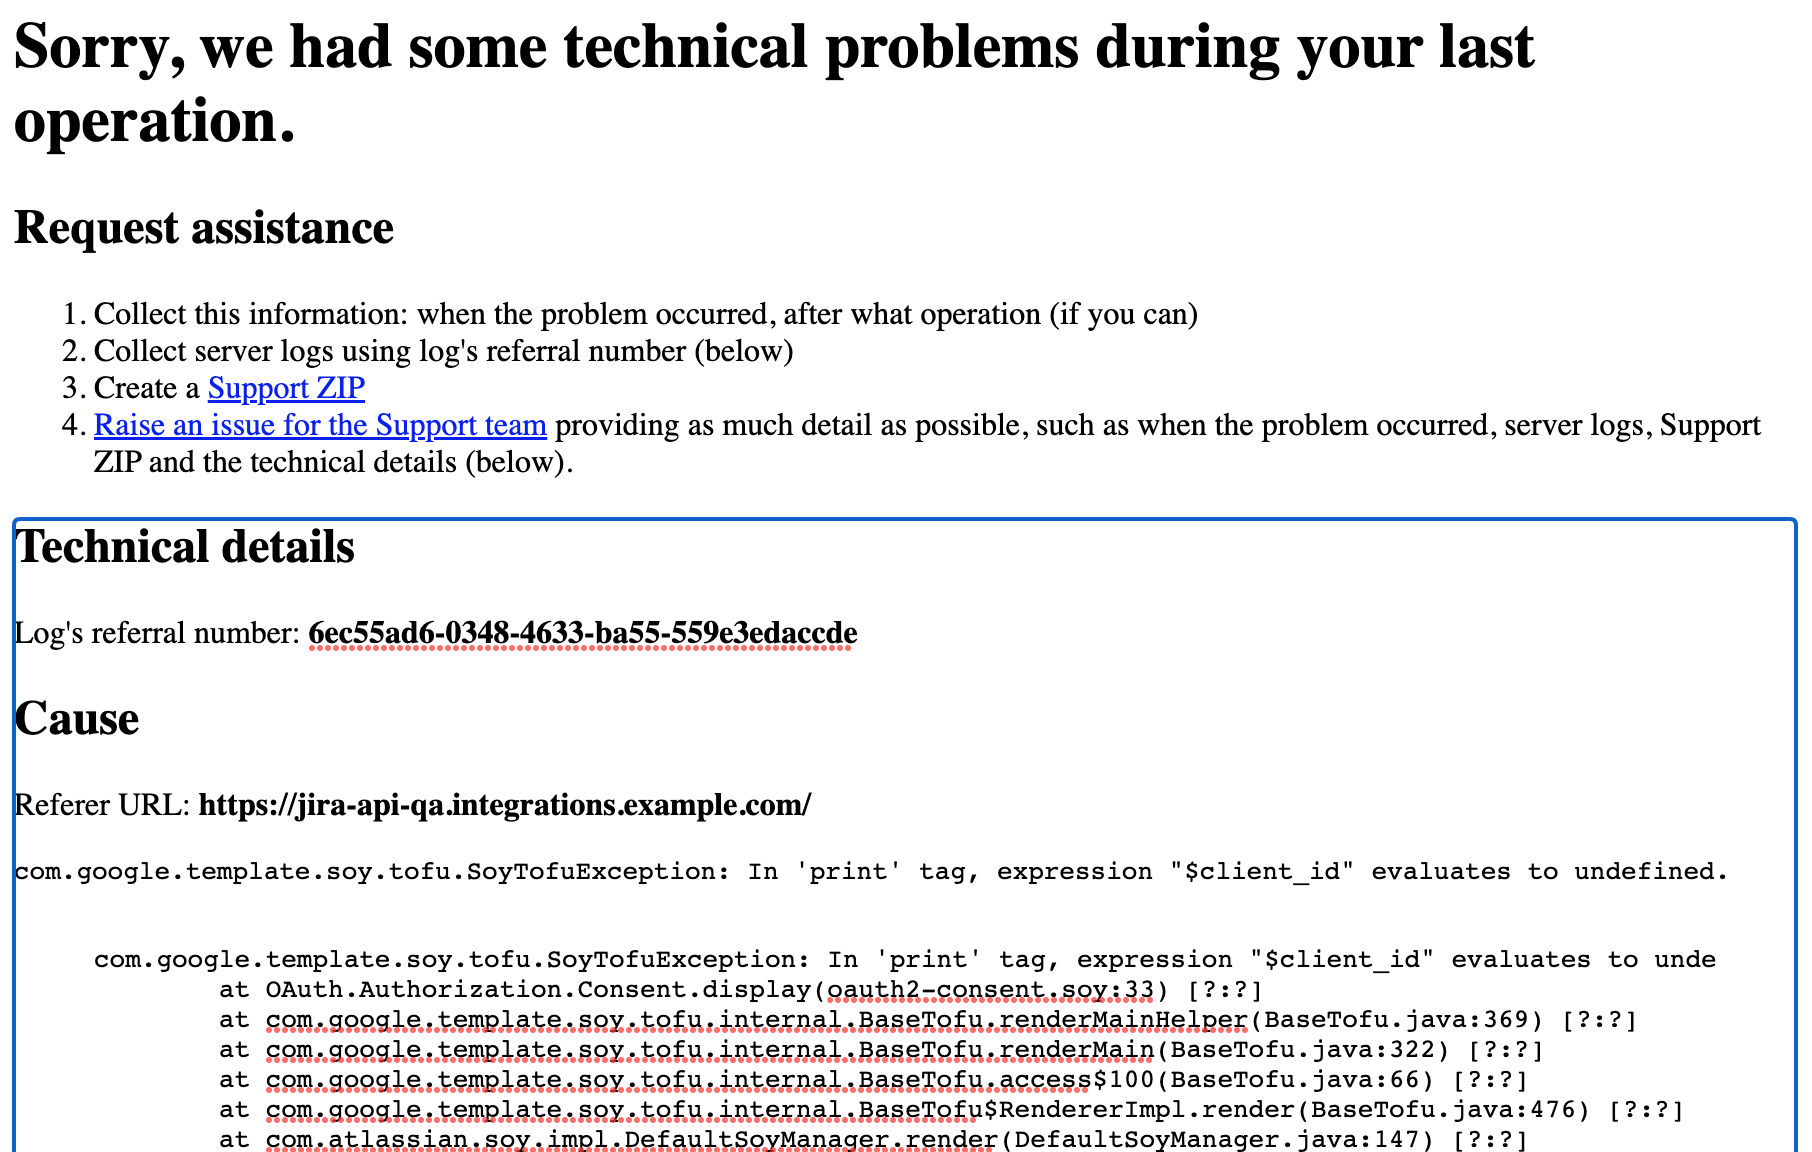 Sorry, we had some technical problems during your last
operation.
Request assistance
1. Collect this information: when the problem occurred, after what operation (if you can)
2. Collect server logs using log's referral number (below)
3. Create a Support ZIP
4. Raise an issue for the Support team providing as much detail as possible, such as when the problem occurred, server logs, Support
ZIP and the technical details (below).
Technical details
Log's referral number: 6ec55ad6-0348-4633-ba55-559e3edaccde
Cause
Referer URL: https://jira-api-qa.integrations.example.com/
com.google.template.soy.tofu.SoyTofuException: In 'print' tag, expression "$client_id" evaluates to undefined.
com.google.template.soy.tofu.SoyTofuException: In 'print' tag, expression "$client_id" evaluates to unde
at OAuth.Authorization.Consent.display(oauth2-consent.soy:33) [?:?]
at com.google.template.soy.tofu.internal.BaseTofu.renderMainHelper(BaseTofu.java:369) [?:?]
at com.google.template.soy.tofu.internal.BaseTofu.renderMain(BaseTofu.java:322) [?:?]
at com.google.template.soy.tofu.internal.BaseTofu.access$100(BaseTofu.java:66) [?:?]
at com.google.template.soy.tofu.internal.BaseTofu$RendererImpl.render(BaseTofu.java:476) [?:?]
at com.atlassian.soy.impl.DefaultSoyManager.render(DefaultSoyManager.java:147) [?:?]